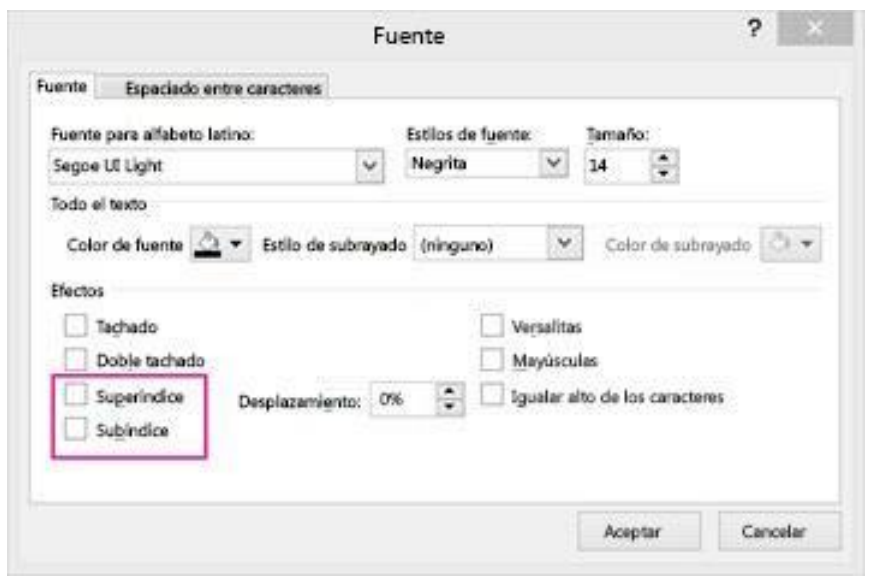 Fuente ?
Fuente Espaciado entre caracteres
Fuente para alfabeto latino: Estilos de fuente: Tamaño:
Segoe UI Light Negrita 14
Todo el texto
Color de fuente Estilo de subrayado (ninguno) Color de subrayado
Efectos
Tachado Versalitas
Doble tachado Mayúsculas
Superíndice Desplazamiento: 0% Igualar alto de los caracteres
Subíndice
Aceptar Cancelar